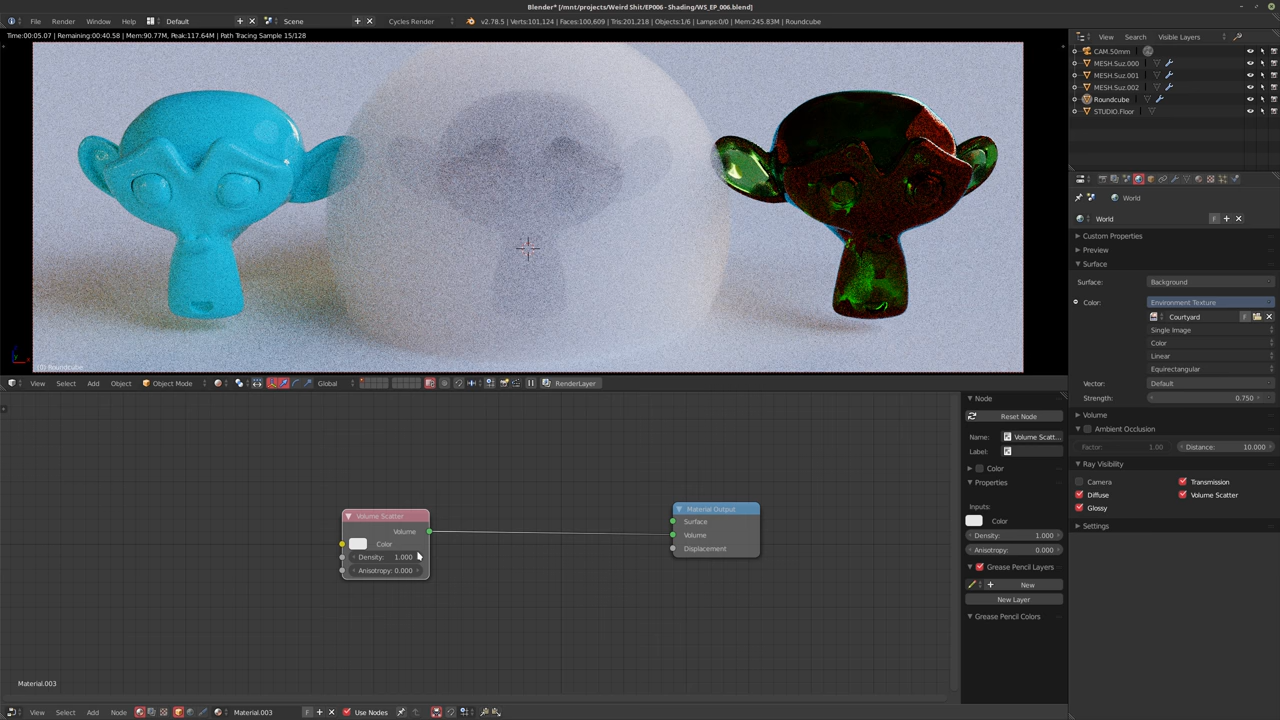 Blender* [/mnt/projects/Weird Shit/EP006 - Shading/WS_EP_006.blend]
File Render Window Help Default Scene Cycles Render v2.78.5 | Verts:101,124 | Faces:100,609 | Tris:201,218 | Objects:1/6 | Mem:245.83M | Roundcube
Time:00:05.07 | Remaining:00:40.58 | Mem:90.77M, Peak:117.64M | Path Tracing Sample 15/128
View Search Visible Layers
CAM.50mm
MESH.Suz.000
MESH.Suz.001
MESH.Suz.002
Roundcube
STUDIO.Floor
World
World F
Custom Properties
Preview
Surface
Surface: Background
Color: Environment Texture
Courtyard F
Single Image
Color
Linear
Equirectangular
Vector: Default
Strength: 0.750
Volume
Ambient Occlusion
Factor: 1.00 Distance: 10.000
Ray Visibility
Camera Transmission
Diffuse Volume Scatter
Glossy
Settings
(0) Roundcube
View Select Add Object Object Mode Global RenderLayer
Volume Scatter
Volume
Color
Density: 1.000
Anisotropy: 0.000
Material Output
Surface
Volume
Displacement
Node
Reset Node
Name: Volume Scatt...
Label:
Color
Properties
Inputs:
Color
Density: 1.000
Anisotropy: 0.000
Grease Pencil Layers
New
New Layer
Grease Pencil Colors
Material.003
View Select Add Node Material.003 F Use Nodes